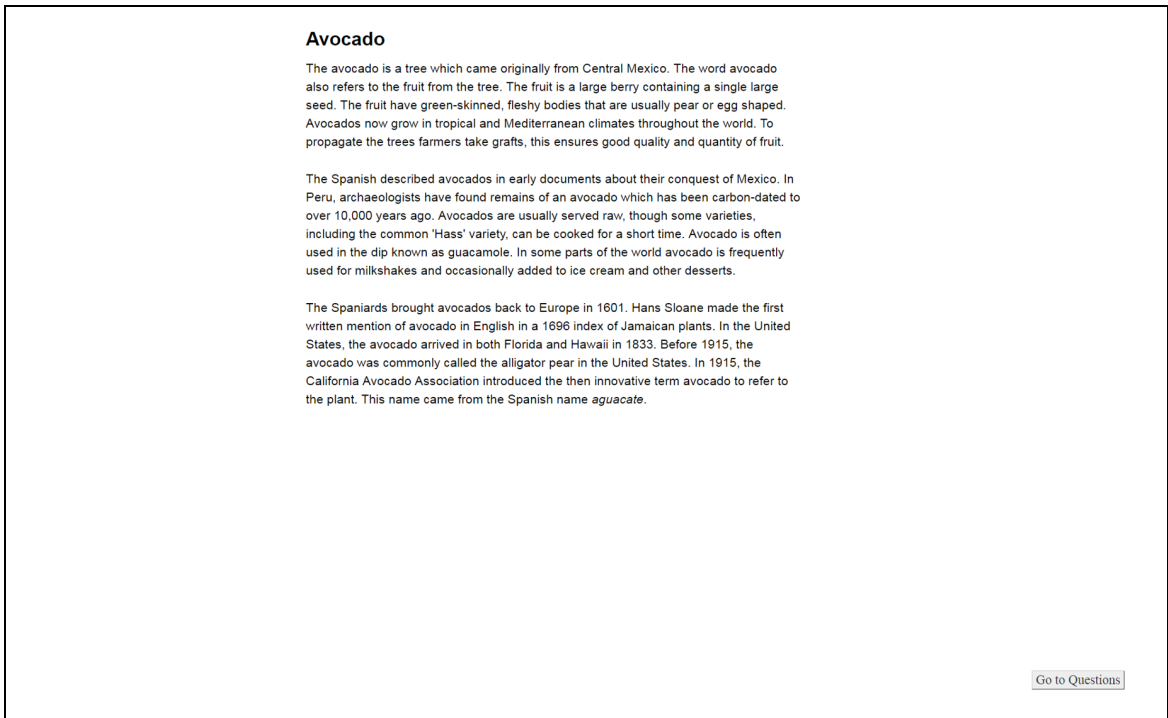 Avocado
The avocado is a tree which came originally from Central Mexico. The word avocado
also refers to the fruit from the tree. The fruit is a large berry containing a single large
seed. The fruit have green-skinned, fleshy bodies that are usually pear or egg shaped.
Avocados now grow in tropical and Mediterranean climates throughout the world. To
propagate the trees farmers take grafts, this ensures good quality and quantity of fruit.
The Spanish described avocados in early documents about their conquest of Mexico. In
Peru, archaeologists have found remains of an avocado which has been carbon-dated to
over 10,000 years ago. Avocados are usually served raw, though some varieties,
including the common 'Hass' variety, can be cooked for a short time. Avocado is often
used in the dip known as guacamole. In some parts of the world avocado is frequently
used for milkshakes and occasionally added to ice cream and other desserts.
The Spaniards brought avocados back to Europe in 1601. Hans Sloane made the first
written mention of avocado in English in a 1696 index of Jamaican plants. In the United
States, the avocado arrived in both Florida and Hawaii in 1833. Before 1915, the
avocado was commonly called the alligator pear in the United States. In 1915, the
California Avocado Association introduced the then innovative term avocado to refer to
the plant. This name came from the Spanish name aguacate.
Go to Questions